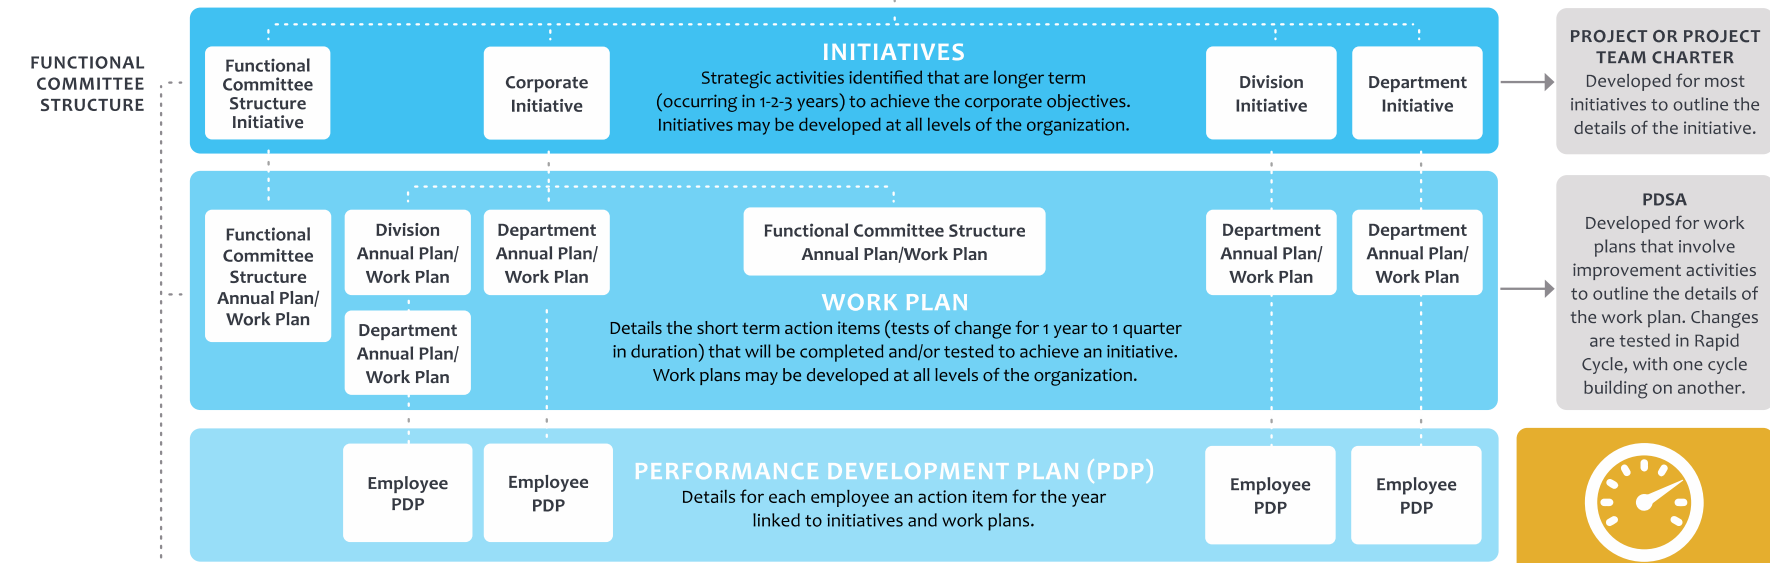 FUNCTIONAL
COMMITTEE
STRUCTURE
Functional
Committee
Structure
Initiative
Corporate
Initiative
INITIATIVES
Strategic activities identified that are longer term
(occurring in 1-2-3 years) to achieve the corporate objectives.
Initiatives may be developed at all levels of the organization.
Division
Initiative
Department
Initiative
PROJECT OR PROJECT
TEAM CHARTER
Developed for most
initiatives to outline the
details of the initiative.
Functional
Committee
Structure
Annual Plan/
Work Plan
Division
Annual Plan/
Work Plan
Department
Annual Plan/
Work Plan
Department
Annual Plan/
Work Plan
Functional Committee Structure
Annual Plan/Work Plan
WORK PLAN
Details the short term action items (tests of change for 1 year to 1 quarter
in duration) that will be completed and/or tested to achieve an initiative.
Work plans may be developed at all levels of the organization.
Department
Annual Plan/
Work Plan
Department
Annual Plan/
Work Plan
PDSA
Developed for work
plans that involve
improvement activities
to outline the details of
the work plan. Changes
are tested in Rapid
Cycle, with one cycle
building on another.
Employee
PDP
Employee
PDP
PERFORMANCE DEVELOPMENT PLAN (PDP)
Details for each employee an action item for the year
linked to initiatives and work plans.
Employee
PDP
Employee
PDP